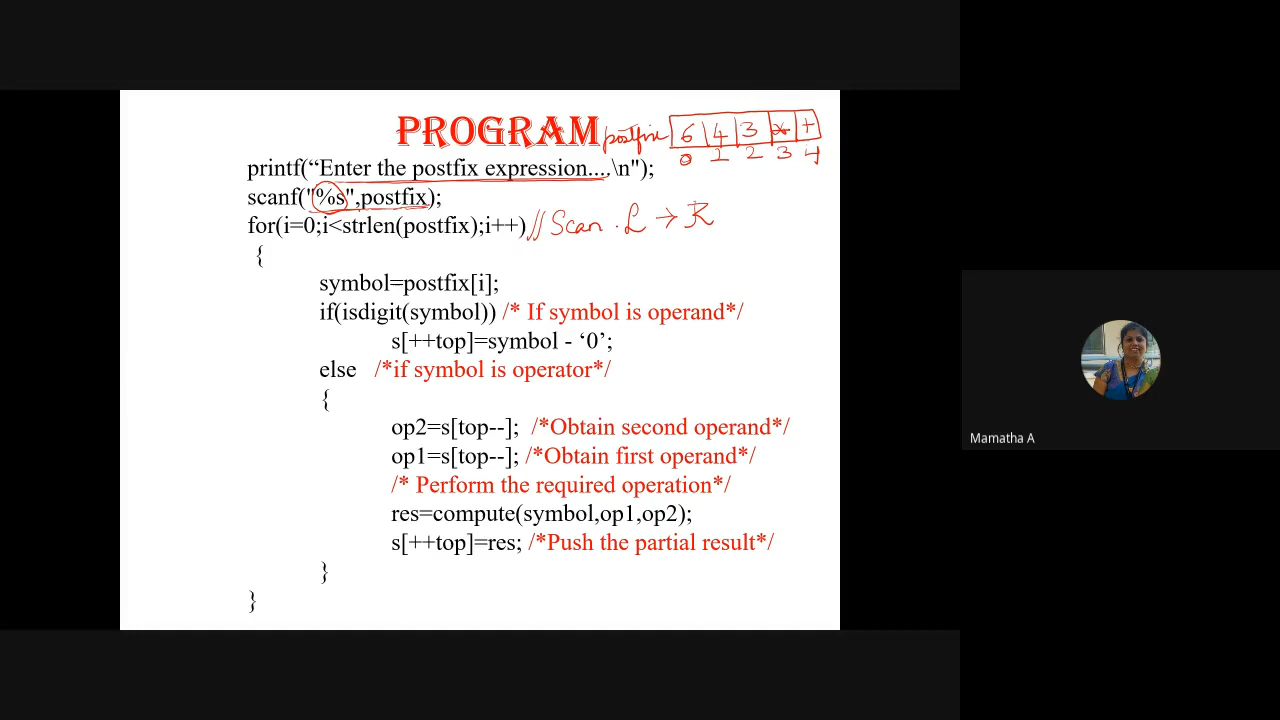 PROGRAM postfix 6 4 3 * +
0 1 2 3 4
printf(“Enter the postfix expression....\n");
scanf("%s",postfix);
for(i=0;i<strlen(postfix);i++) // Scan . L → R
{
symbol=postfix[i];
if(isdigit(symbol)) /* If symbol is operand*/
s[++top]=symbol - ‘0’;
else /*if symbol is operator*/
{
op2=s[top--]; /*Obtain second operand*/
op1=s[top--]; /*Obtain first operand*/
/* Perform the required operation*/
res=compute(symbol,op1,op2);
s[++top]=res; /*Push the partial result*/
}
}
Mamatha A